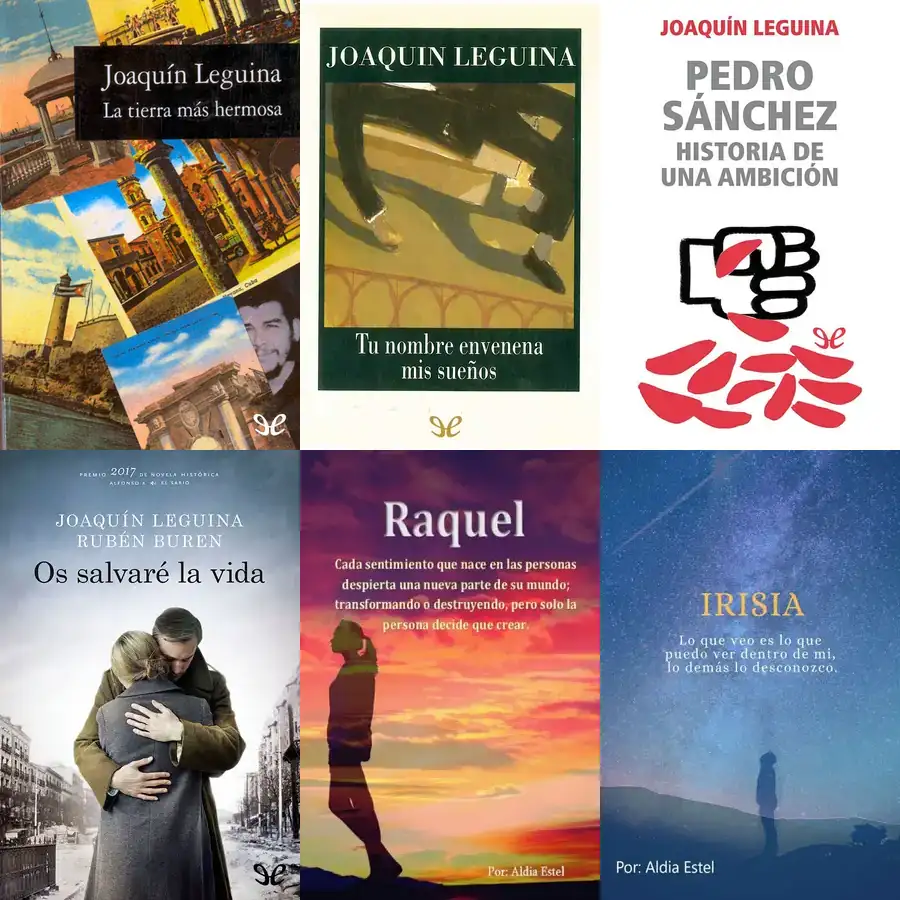 Joaquín Leguina
La tierra más hermosa
JOAQUIN LEGUINA
Tu nombre envenena
mis sueños
JOAQUÍN LEGUINA
PEDRO
SÁNCHEZ
HISTORIA DE
UNA AMBICIÓN
PREMIO 2017 DE NOVELA HISTÓRICA
ALFONSO X EL SABIO
JOAQUÍN LEGUINA
RUBÉN BUREN
Os salvaré la vida
Raquel
Cada sentimiento que nace en las personas
despierta una nueva parte de su mundo;
transformando o destruyendo, pero solo la
persona decide que crear.
Por: Aldia Estel
IRISIA
Lo que veo es lo que
puedo ver dentro de mi,
lo demás lo desconozco.
Por: Aldia Estel